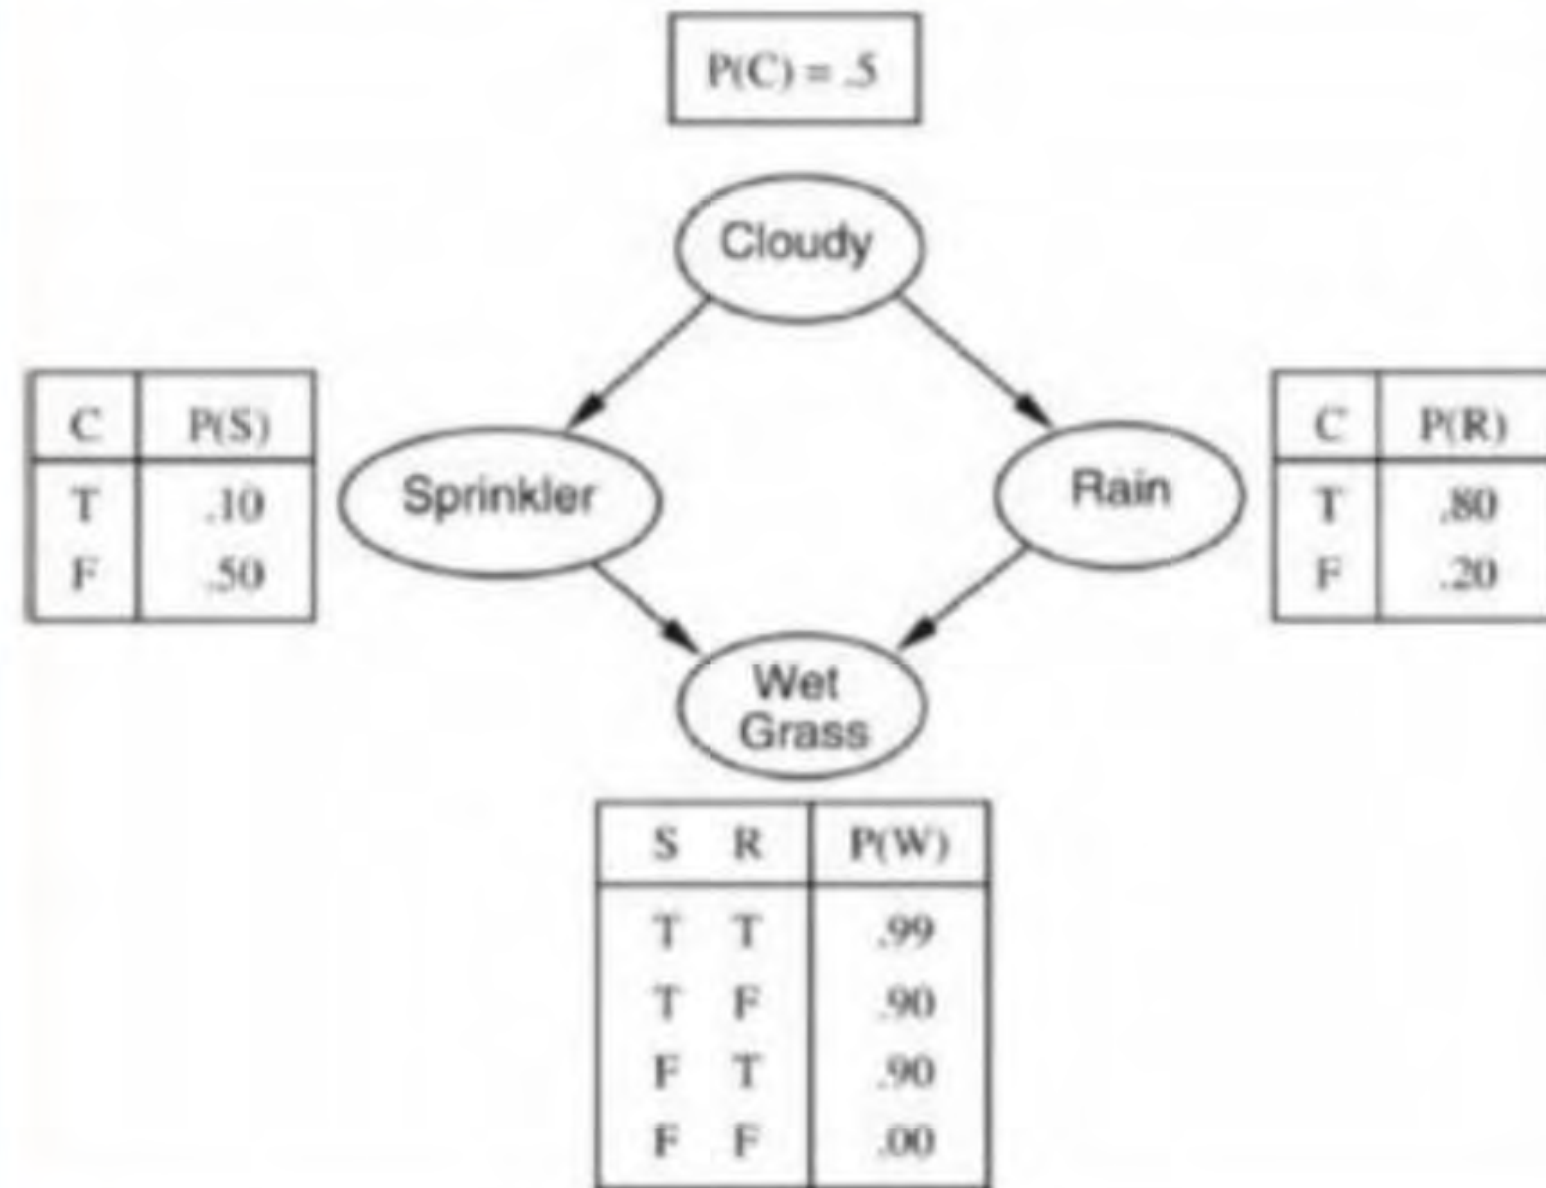 P(C) = .5
Cloudy
C P(S)
T .10
F .50
Sprinkler
Rain
C P(R)
T .80
F .20
Wet
Grass
S R P(W)
T T .99
T F .90
F T .90
F F .00